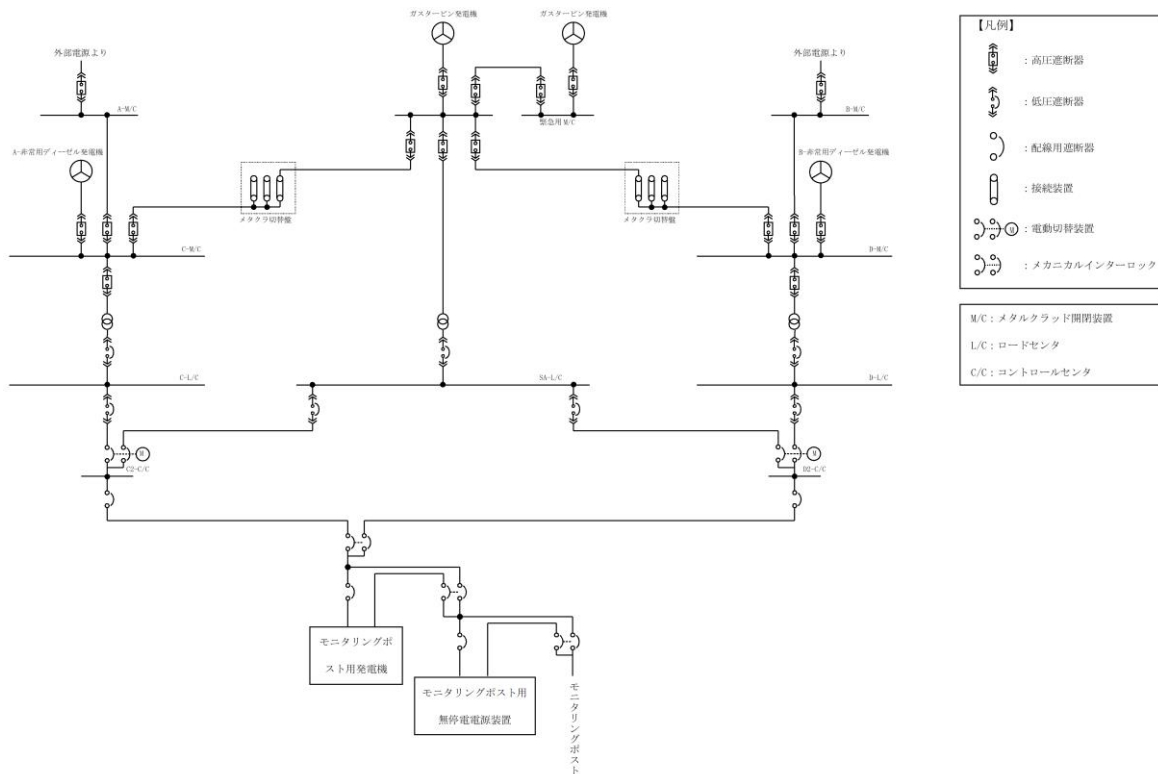 ガスタービン発電機
ガスタービン発電機
外部電源より
外部電源より
A-M/C
緊急用M/C
B-M/C
A-非常用ディーゼル発電機
B-非常用ディーゼル発電機
メタクラ切替盤
メタクラ切替盤
C-M/C
D-M/C
C-L/C
SA-L/C
D-L/C
M
M
C2-C/C
D2-C/C
モニタリングポ
スト用発電機
モニタリングポスト用
無停電電源装置
モニタリングポスト
【凡例】
：高圧遮断器
：低圧遮断器
：配線用遮断器
：接続装置
M ：電動切替装置
：メカニカルインターロック
M/C：メタルクラッド開閉装置
L/C：ロードセンタ
C/C：コントロールセンタ